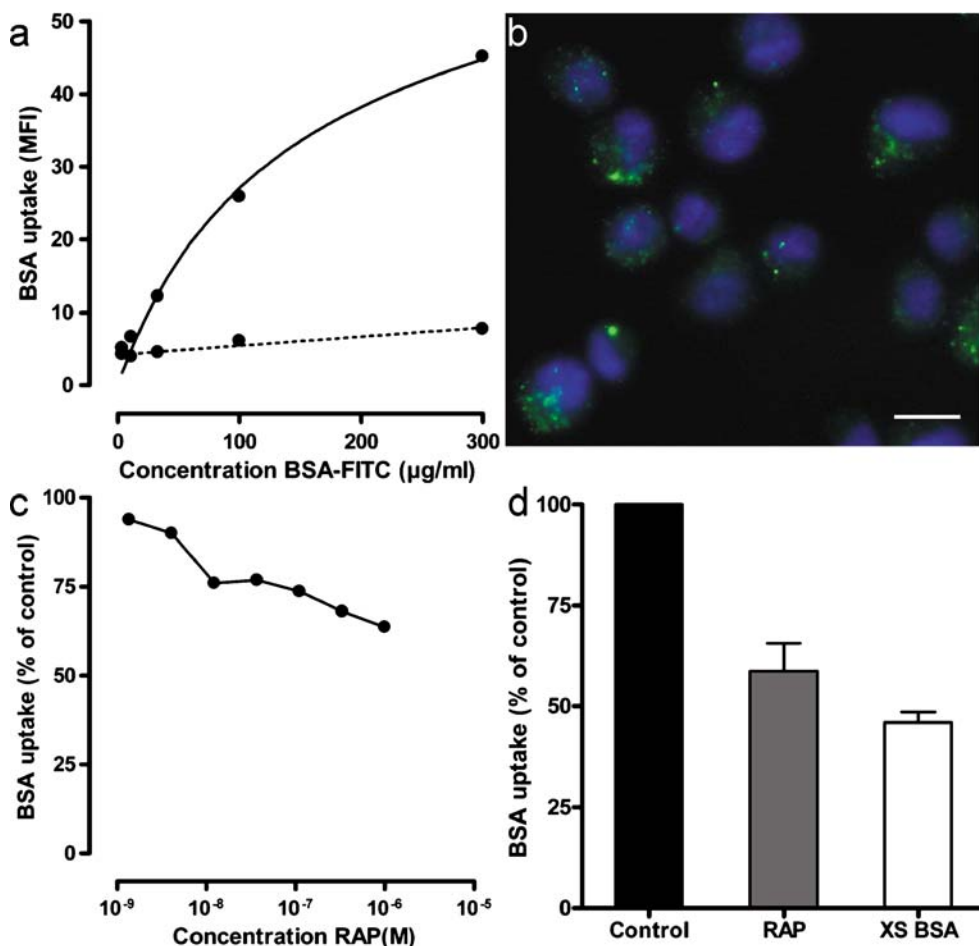 a
50
40
30
20
10
0
BSA uptake (MFI)
0 100 200 300
Concentration BSA-FITC (µg/ml)
b
c
100
75
50
25
0
BSA uptake (% of control)
10-9 10-8 10-7 10-6 10-5
Concentration RAP(M)
d
100
75
50
25
0
BSA uptake (% of control)
Control RAP XS BSA